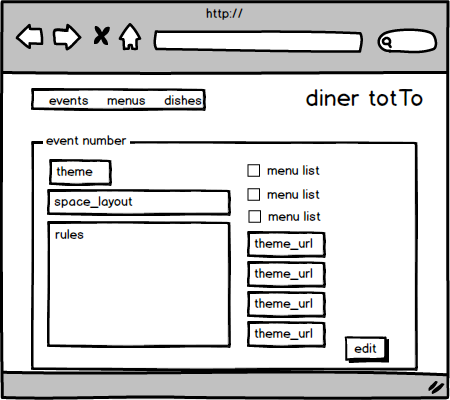 http://
events menus dishes
diner totTo
event number
theme
space_layout
rules
menu list
menu list
menu list
theme_url
theme_url
theme_url
theme_url
edit